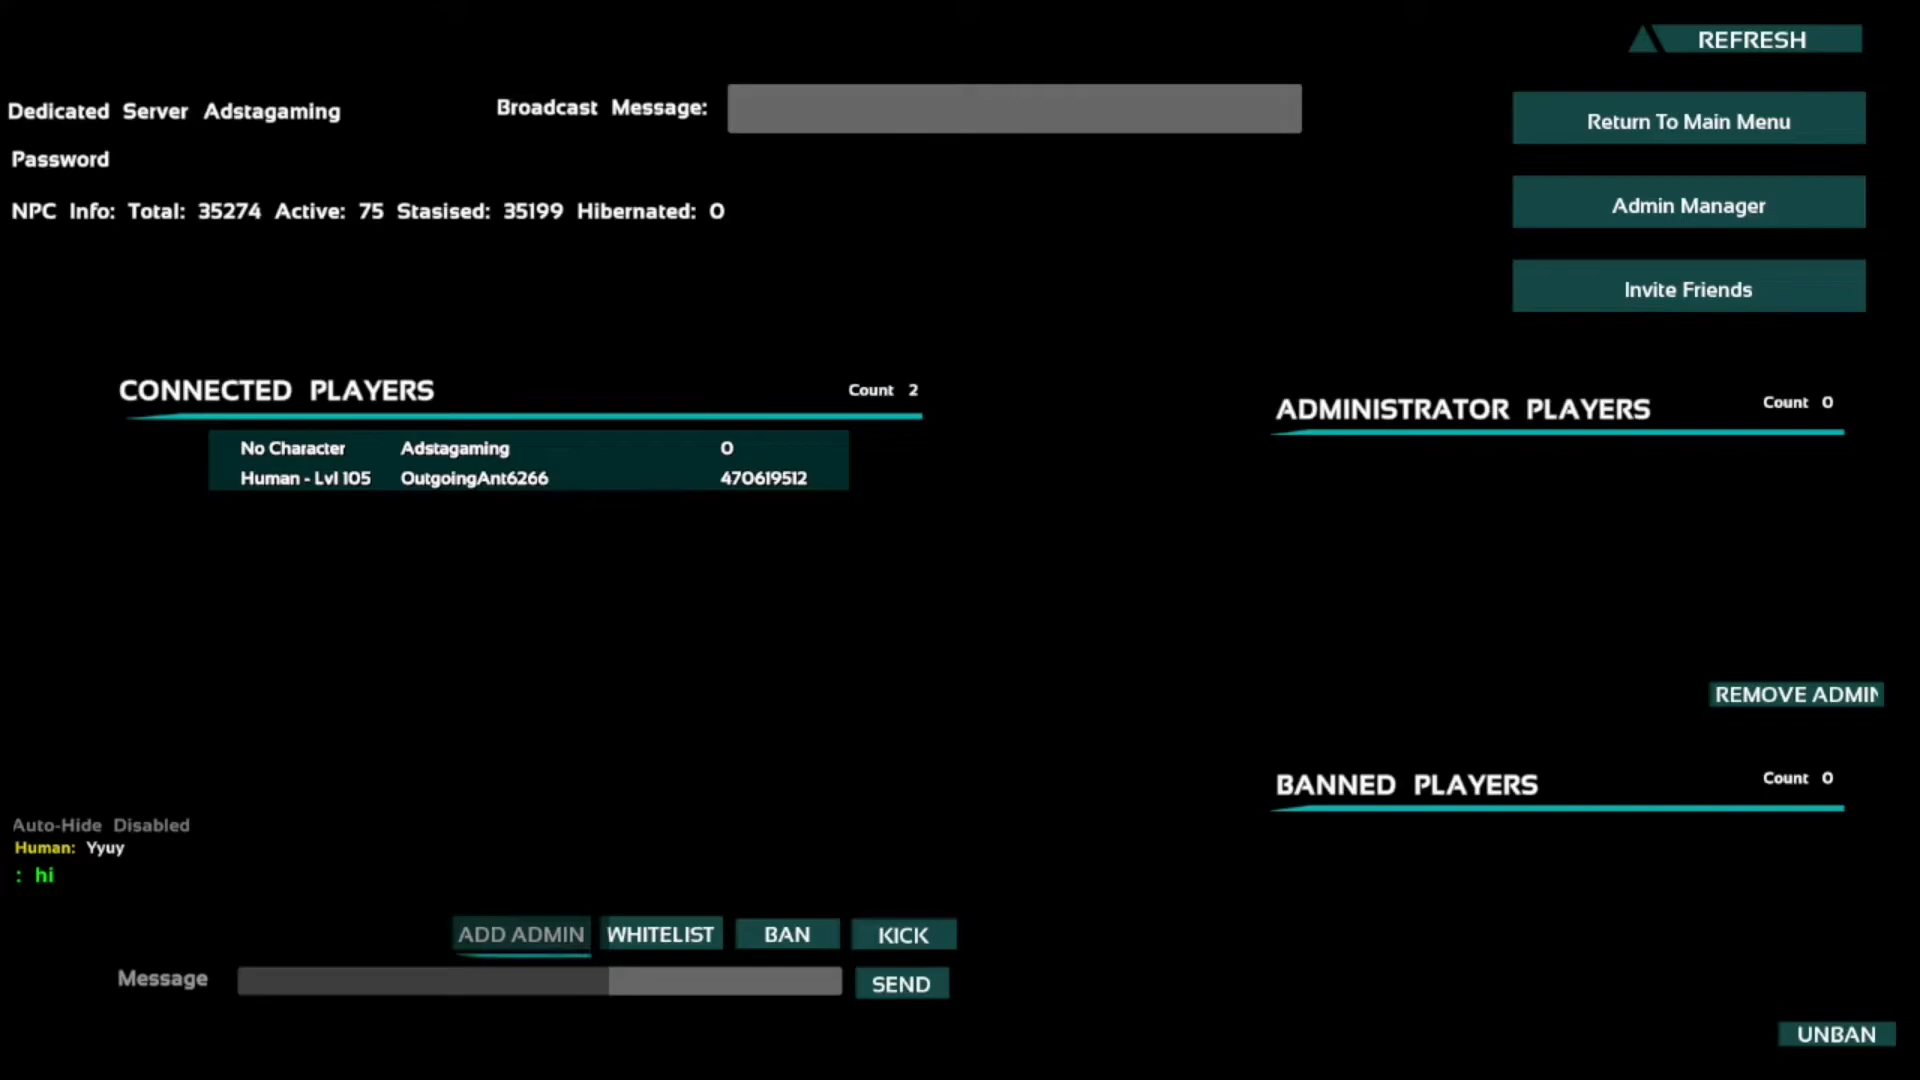 REFRESH
Dedicated Server Adstagaming
Broadcast Message:
Return To Main Menu
Password
Admin Manager
NPC Info: Total: 35274 Active: 75 Stasised: 35199 Hibernated: 0
Invite Friends
CONNECTED PLAYERS
Count 2
ADMINISTRATOR PLAYERS
Count 0
No Character Adstagaming 0
Human - Lvl 105 OutgoingAnt6266 470619512
REMOVE ADMIN
BANNED PLAYERS
Count 0
Auto-Hide Disabled
Human: Yyuy
: hi
ADD ADMIN
WHITELIST
BAN
KICK
Message
SEND
UNBAN